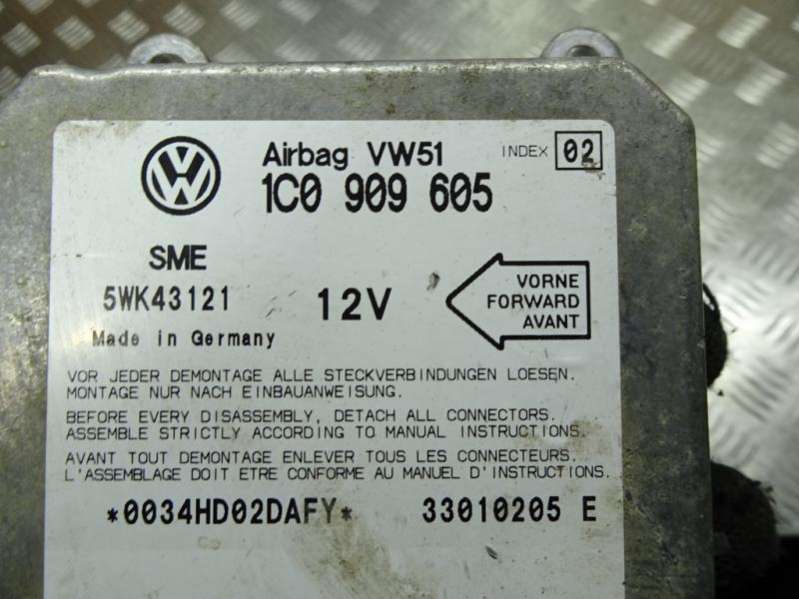 Airbag VW51 INDEX 02
1C0 909 605
SME
5WK43121 12V
Made in Germany
VORNE
FORWARD
AVANT
VOR JEDER DEMONTAGE ALLE STECKVERBINDUNGEN LOESEN.
MONTAGE NUR NACH EINBAUANWEISUNG.
BEFORE EVERY DISASSEMBLY, DETACH ALL CONNECTORS.
ASSEMBLE STRICTLY ACCORDING TO MANUAL INSTRUCTIONS.
AVANT TOUT DEMONTAGE ENLEVER TOUS LES CONNECTEURS.
L'ASSEMBLAGE DOIT ETRE CONFORME AU MANUEL D'INSTRUCTIONS.
*0034HD02DAFY* 33010205 E